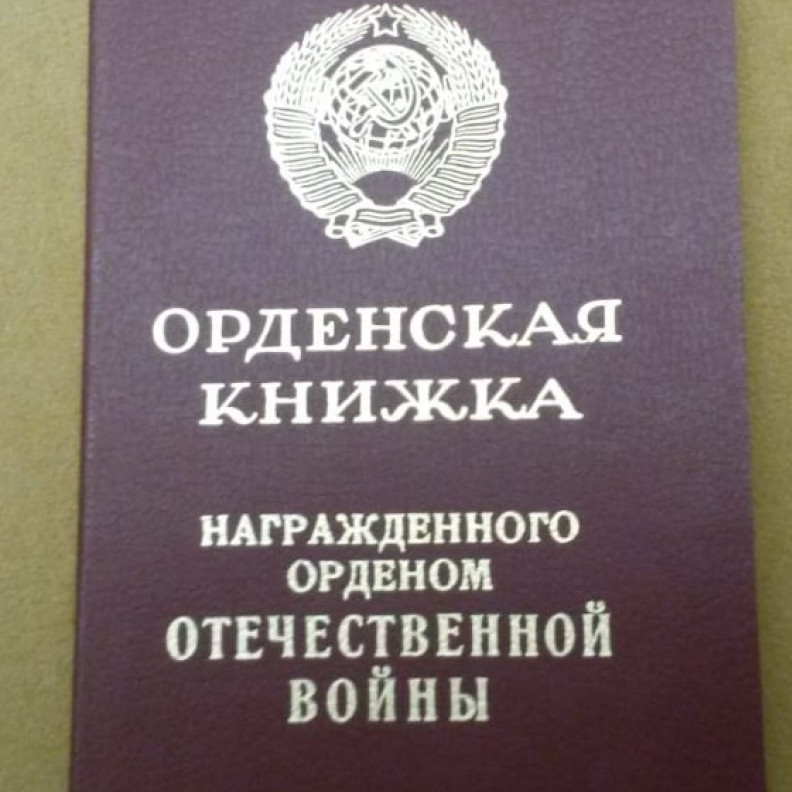 ОРДЕНСКАЯ
КНИЖКА
НАГРАЖДЕННОГО
ОРДЕНОМ
ОТЕЧЕСТВЕННОЙ
ВОЙНЫ